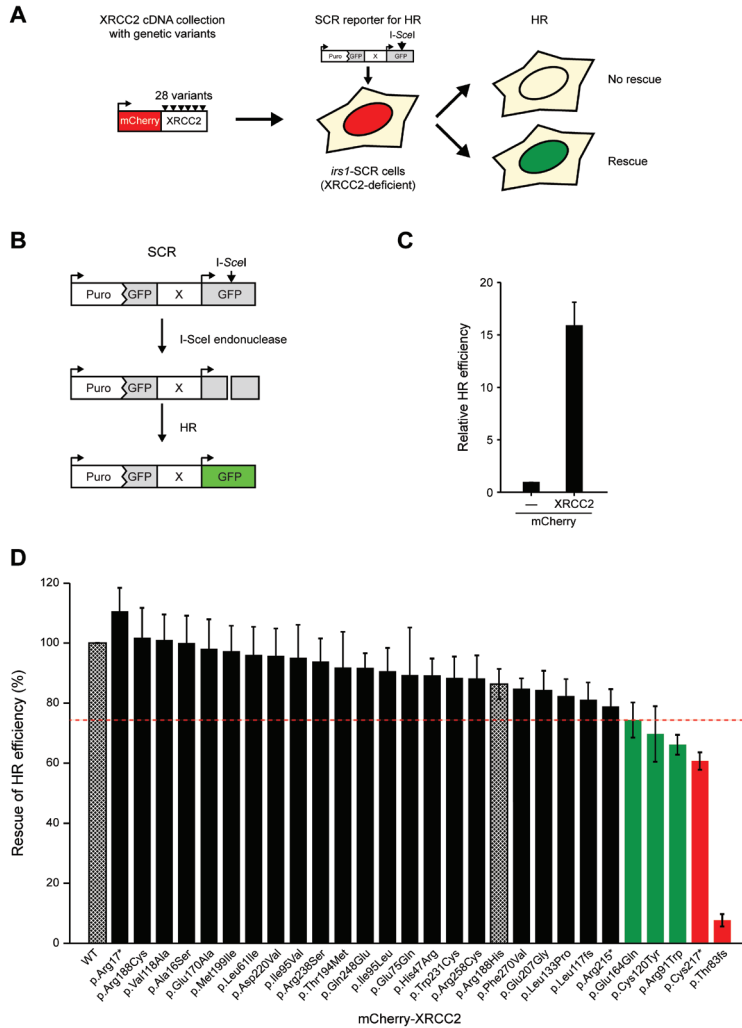 A
XRCC2 cDNA collection
with genetic variants
28 variants
mCherry XRCC2
SCR reporter for HR
I-SceI
Puro GFP X GFP
irs1-SCR cells
(XRCC2-deficient)
HR
No rescue
Rescue
B
SCR
I-SceI
Puro GFP X GFP
I-SceI endonuclease
Puro GFP X
HR
Puro GFP X GFP
C
Relative HR efficiency
20
15
10
5
0
— XRCC2
mCherry
D
Rescue of HR efficiency (%)
120
100
80
60
40
20
0
WT
p.Arg17*
p.Arg188Cys
p.Val118Ala
p.Ala16Ser
p.Glu170Ala
p.Met199Ile
p.Leu61Ile
p.Asp220Val
p.Ile95Val
p.Arg238Ser
p.Thr194Met
p.Gln248Glu
p.Ile95Leu
p.Glu75Gln
p.His47Arg
p.Trp231Cys
p.Arg258Cys
p.Arg188His
p.Phe270Val
p.Glu207Gly
p.Leu133Pro
p.Leu117fs
p.Arg215*
p.Glu164Gln
p.Cys120Tyr
p.Arg91Trp
p.Cys217*
p.Thr83fs
mCherry-XRCC2